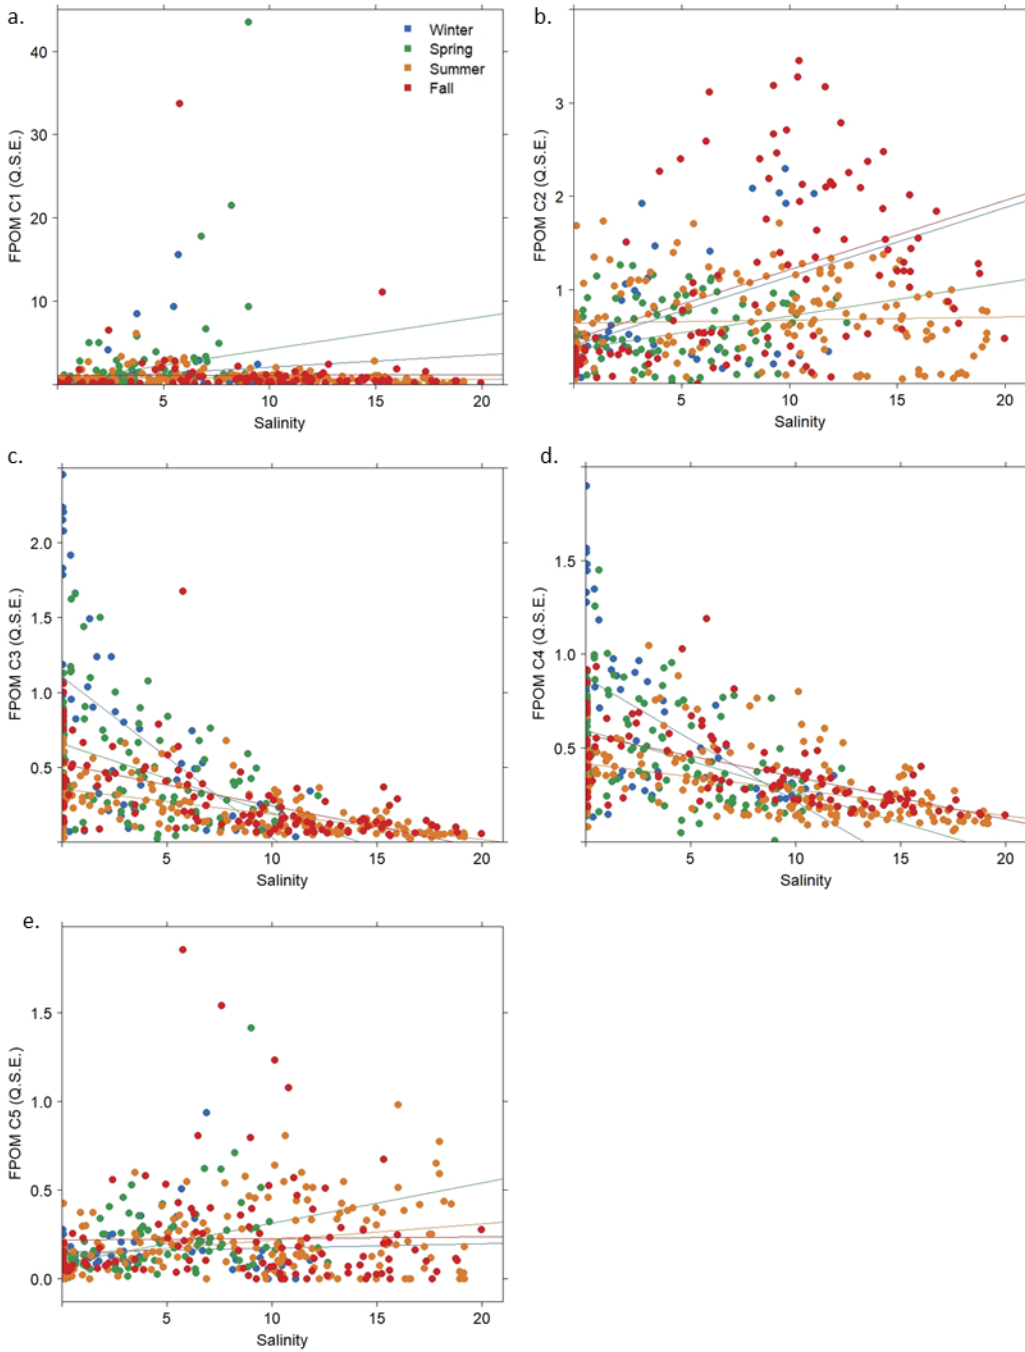 a.
40
30
20
10
5
10
15
20
FPOM C1 (Q.S.E.)
Salinity
Winter
Spring
Summer
Fall
b.
3
2
1
5
10
15
20
FPOM C2 (Q.S.E.)
Salinity
c.
2.0
1.5
1.0
0.5
5
10
15
20
FPOM C3 (Q.S.E.)
Salinity
d.
1.5
1.0
0.5
5
10
15
20
FPOM C4 (Q.S.E.)
Salinity
e.
1.5
1.0
0.5
0.0
5
10
15
20
FPOM C5 (Q.S.E.)
Salinity